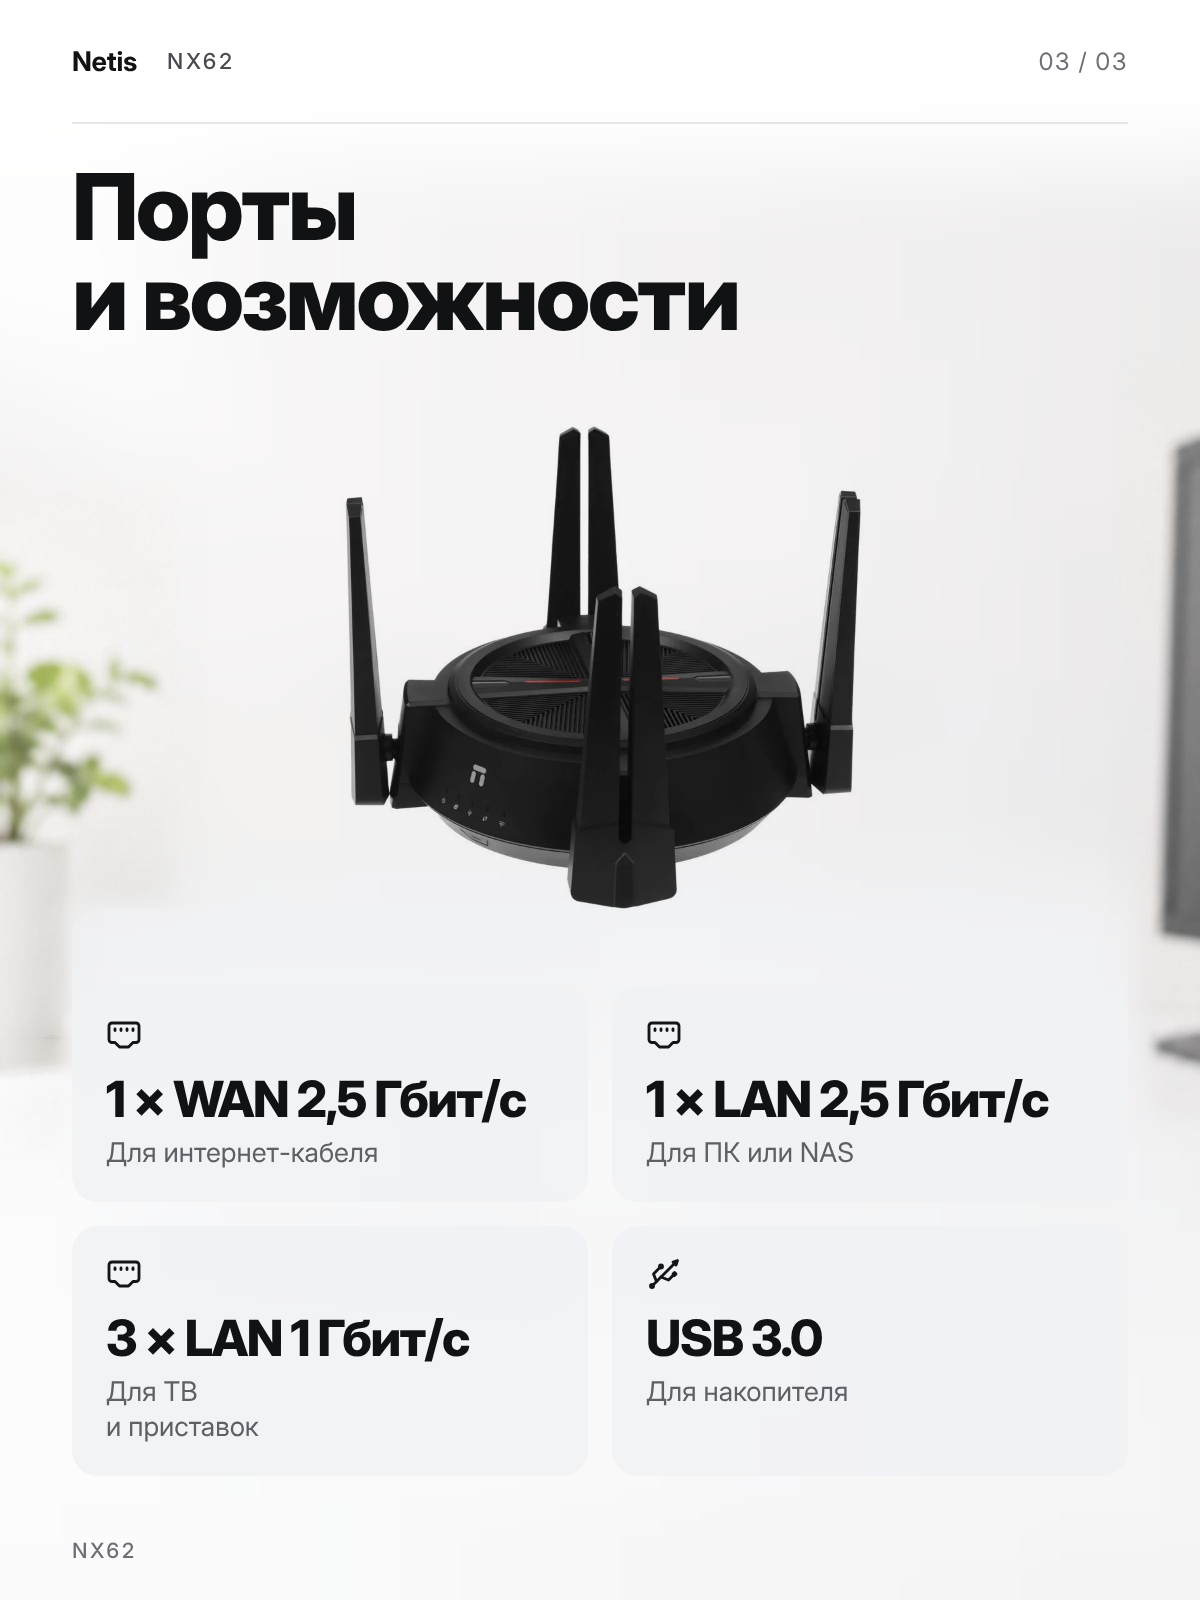 Netis NX62 03 / 03
Порты
и возможности
1 × WAN 2,5 Гбит/с
Для интернет-кабеля
1 × LAN 2,5 Гбит/с
Для ПК или NAS
3 × LAN 1 Гбит/с
Для ТВ
и приставок
USB 3.0
Для накопителя
NX62